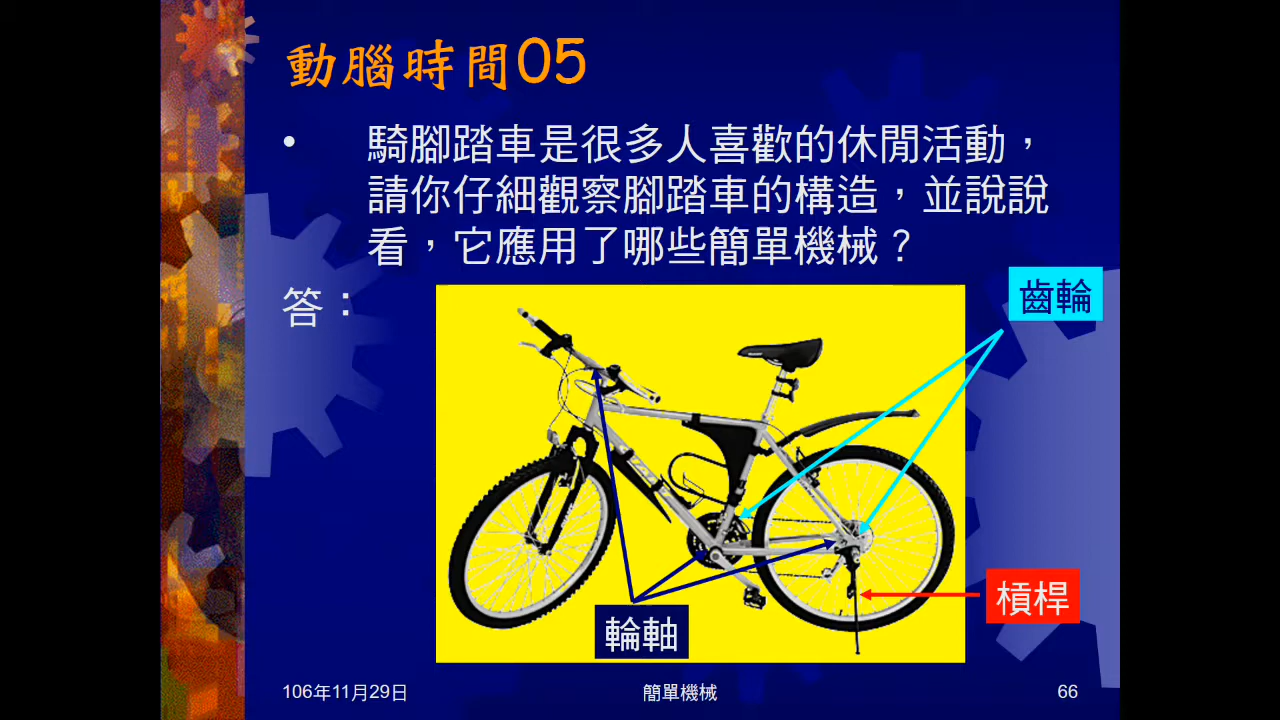 動腦時間05
• 騎腳踏車是很多人喜歡的休閒活動，
請你仔細觀察腳踏車的構造，並說說
看，它應用了哪些簡單機械？
答：
齒輪
槓桿
輪軸
106年11月29日
簡單機械
66